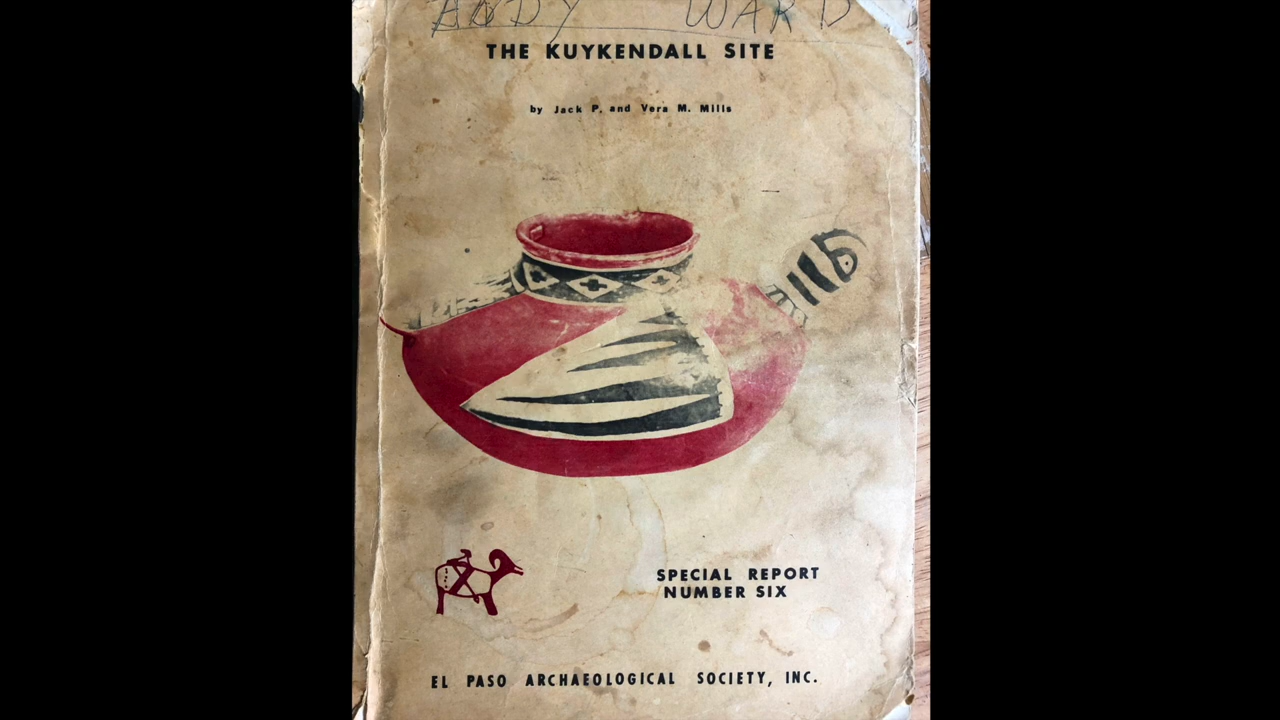 ANDY WARD
THE KUYKENDALL SITE
by Jack P. and Vera M. Mills
SPECIAL REPORT
NUMBER SIX
EL PASO ARCHAEOLOGICAL SOCIETY, INC.